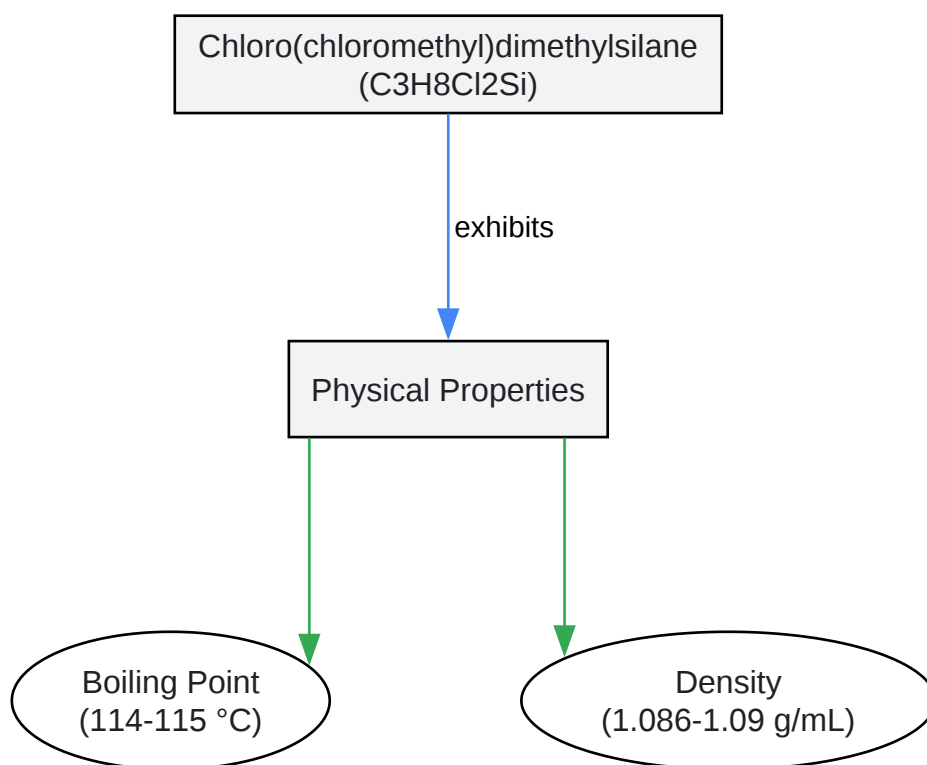 Chloro(chloromethyl)dimethylsilane
(C3H8Cl2Si)
exhibits
Physical Properties
Boiling Point
(114-115 °C)
Density
(1.086-1.09 g/mL)